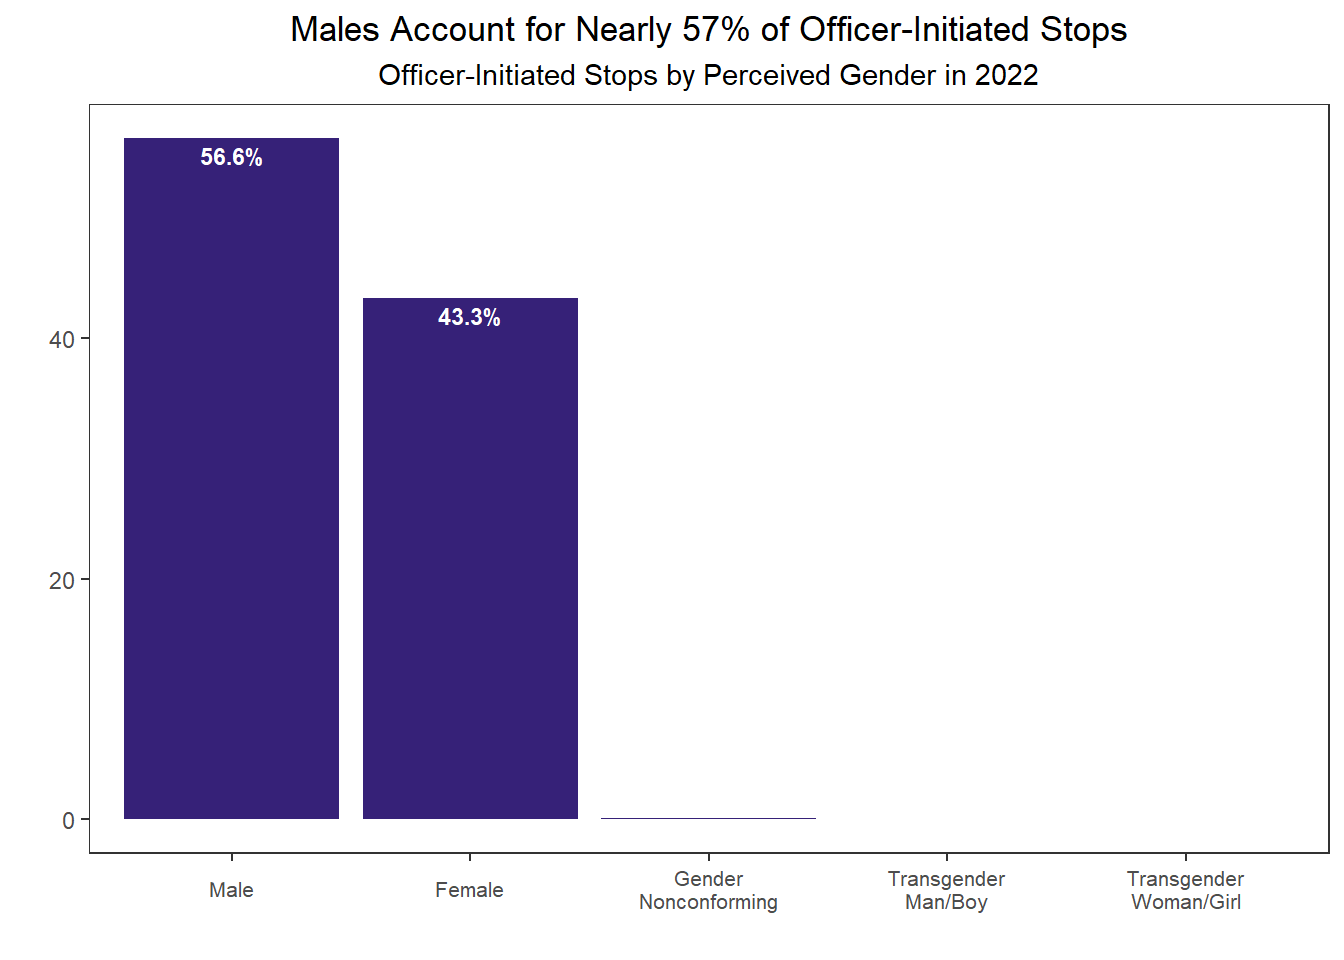 Males Account for Nearly 57% of Officer-Initiated Stops
Officer-Initiated Stops by Perceived Gender in 2022
56.6%
43.3%
40
20
0
Male
Female
Gender
Nonconforming
Transgender
Man/Boy
Transgender
Woman/Girl